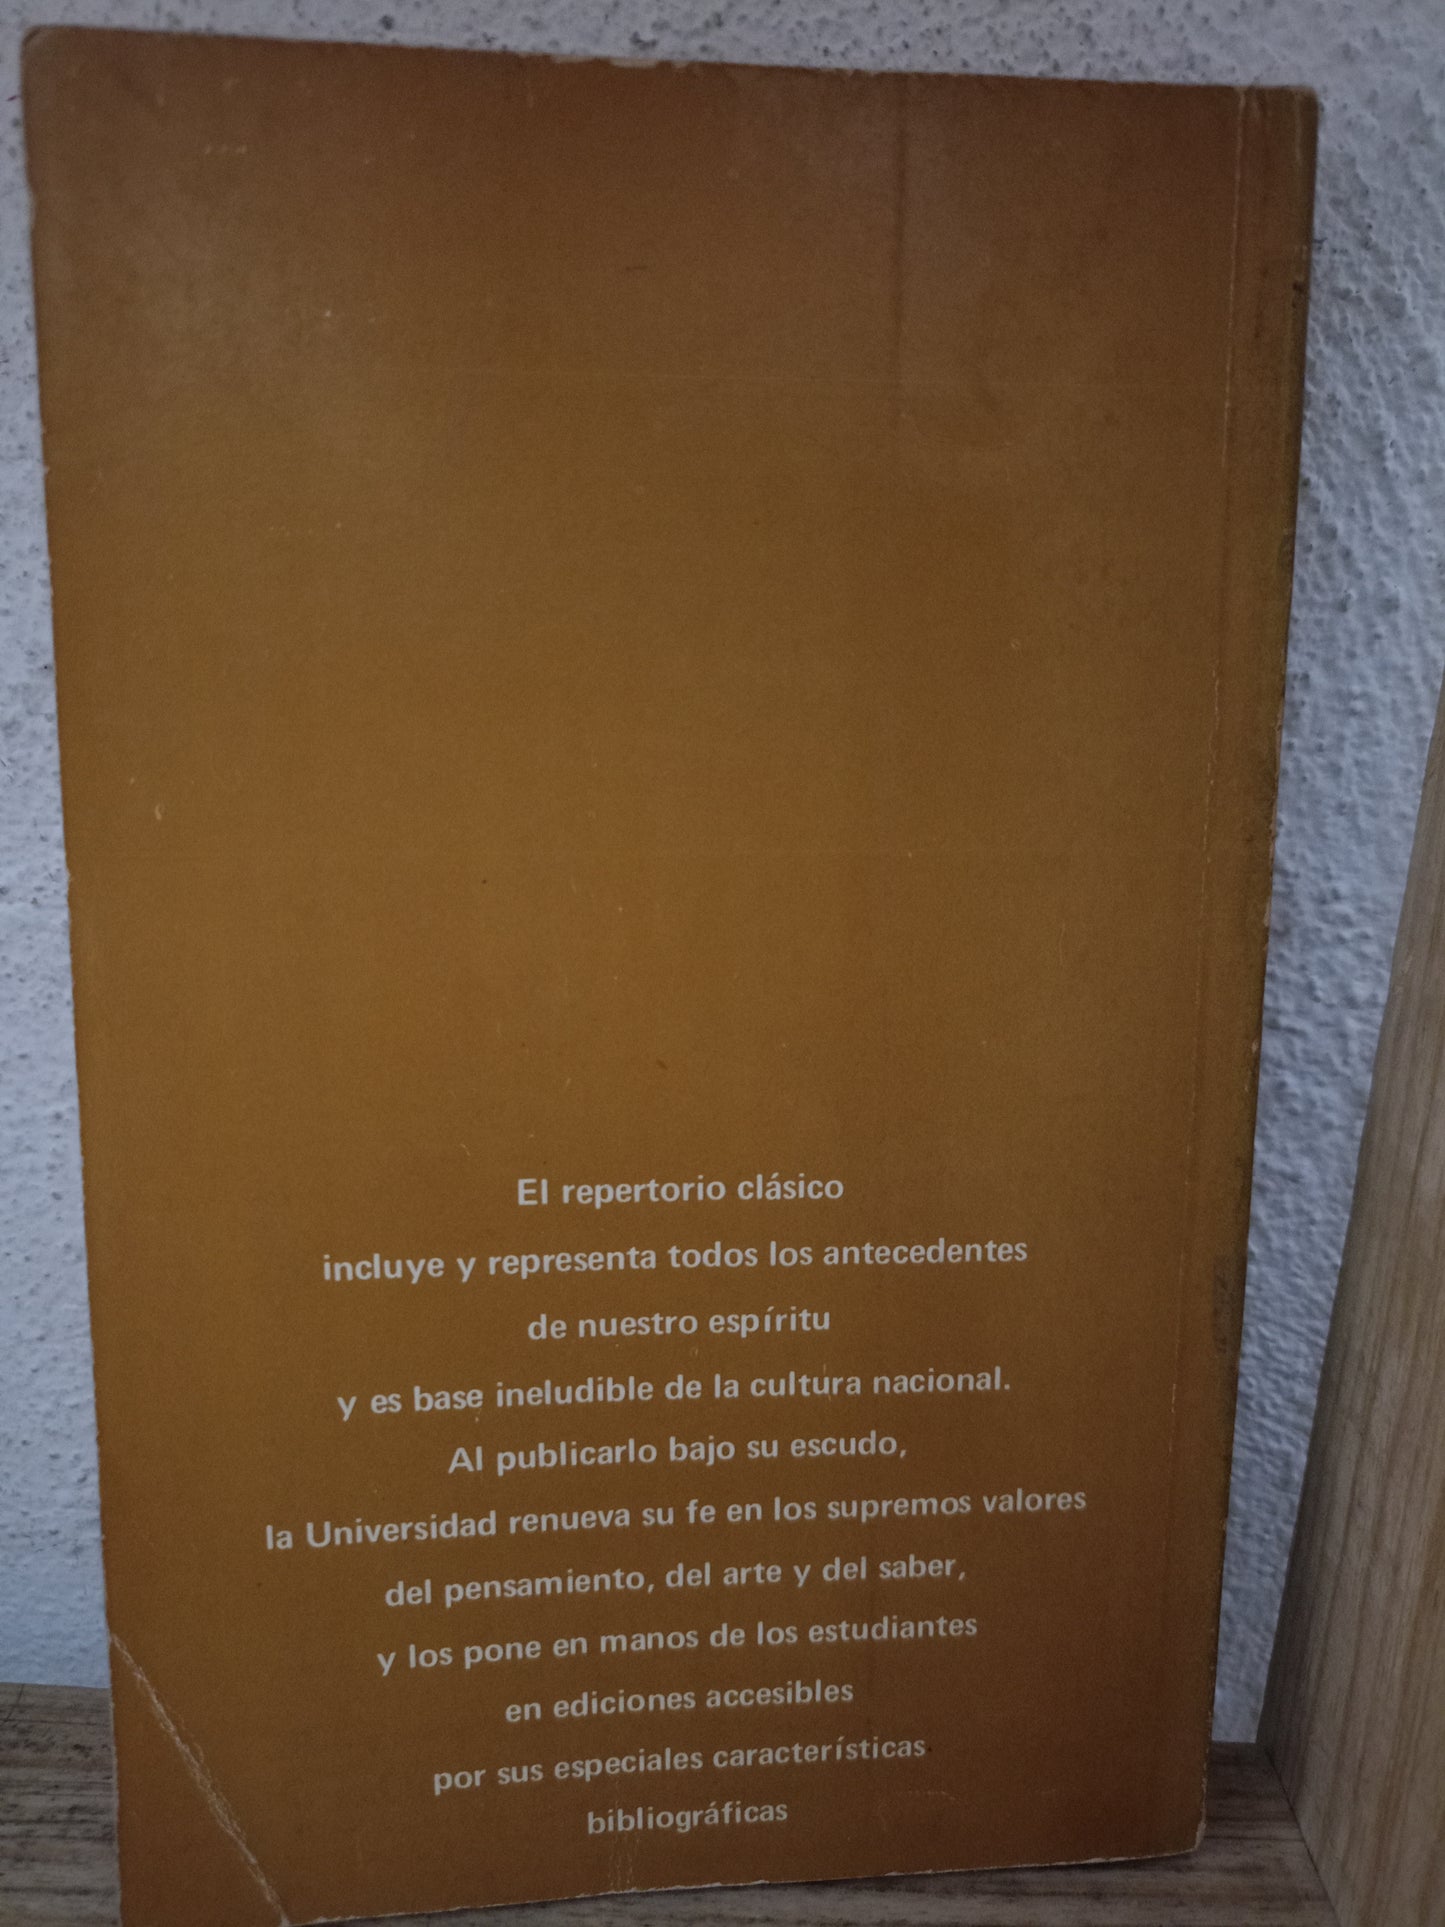 El repertorio clásico
incluye y representa todos los antecedentes
de nuestro espíritu
y es base ineludible de la cultura nacional.
Al publicarlo bajo su escudo,
la Universidad renueva su fe en los supremos valores
del pensamiento, del arte y del saber,
y los pone en manos de los estudiantes
en ediciones accesibles
por sus especiales características
bibliográficas